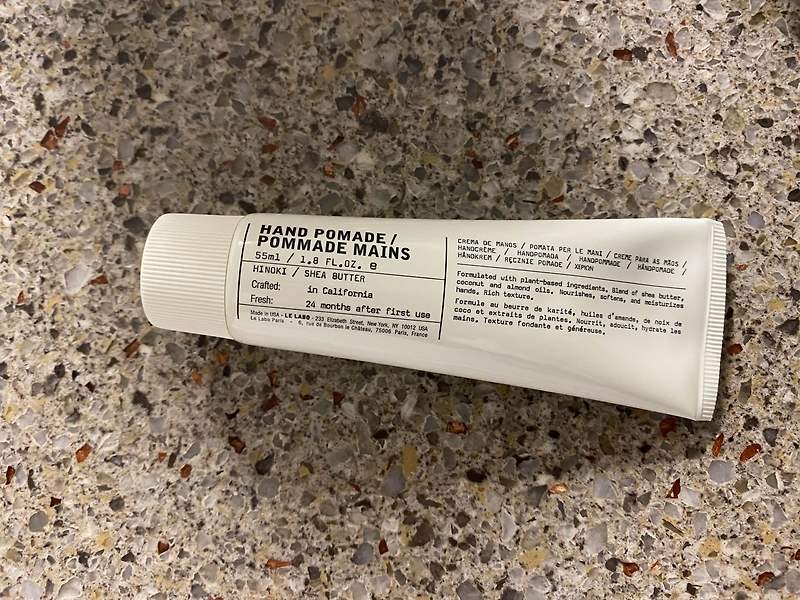 HAND POMADE/
POMMADE MAINS
55ml / 1.8 FL.OZ. e
HINOKI / SHEA BUTTER
Crafted: in California
Fresh: 24 months after first use
Made in USA - LE LABO - 233 Elizabeth Street, New York, NY 10012 USA
Le Labo Paris - 6, rue de Bourbon le Château, 75006 Paris, France
CREMA DE MANOS / POMATA PER LE MANI / CREME PARA AS MÃOS /
HANDCRÈME / HANDPOMADA / HANDPOMMADE / HÅNDPOMADE /
HÅNDKREM / RĘCZNIE POMADE /
Formulated with plant-based ingredients. Blend of shea butter,
coconut and almond oils. Nourishes, softens, and moisturizes
hands. Rich texture.
Formule au beurre de karité, huiles d'amande, de noix de
coco et extraits de plantes. Nourrit, adoucit, hydrate les
mains. Texture fondante et généreuse.